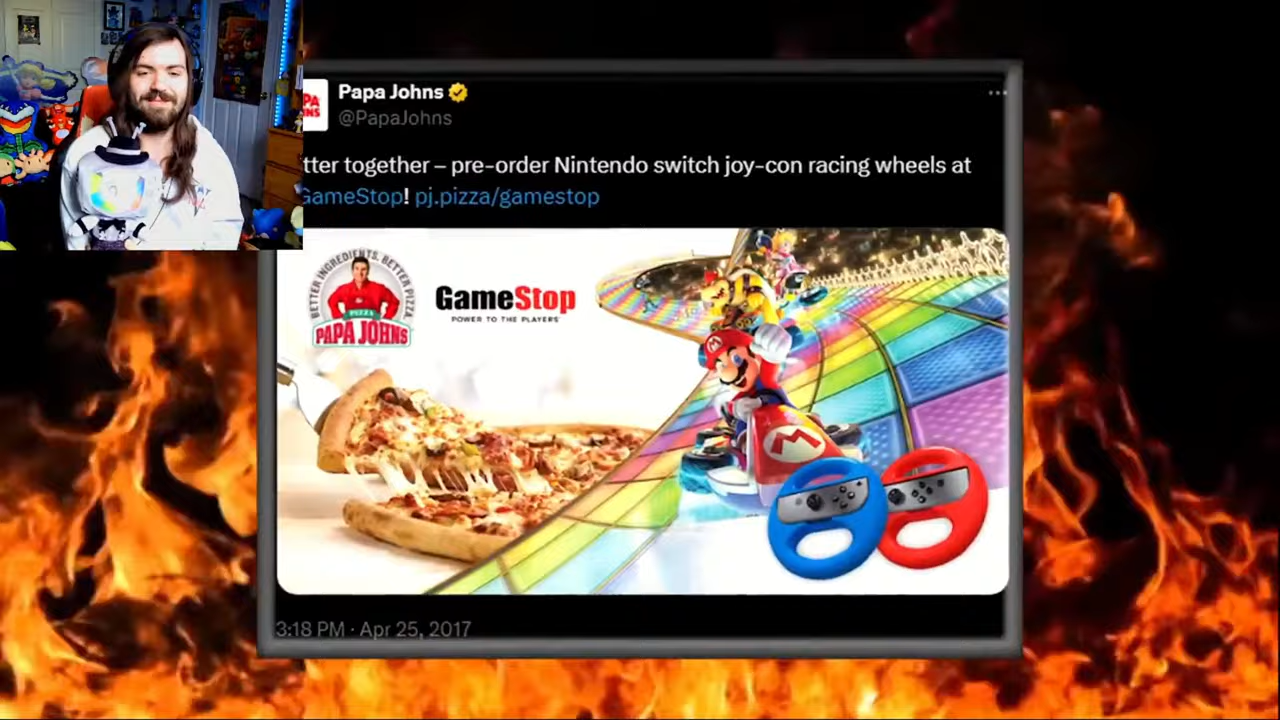 Papa Johns
@PapaJohns
tter together – pre-order Nintendo switch joy-con racing wheels at
GameStop! pj.pizza/gamestop
BETTER INGREDIENTS. BETTER PIZZA.
PIZZA
PAPA JOHNS
GameStop
POWER TO THE PLAYERS
M
M
3:18 PM · Apr 25, 2017